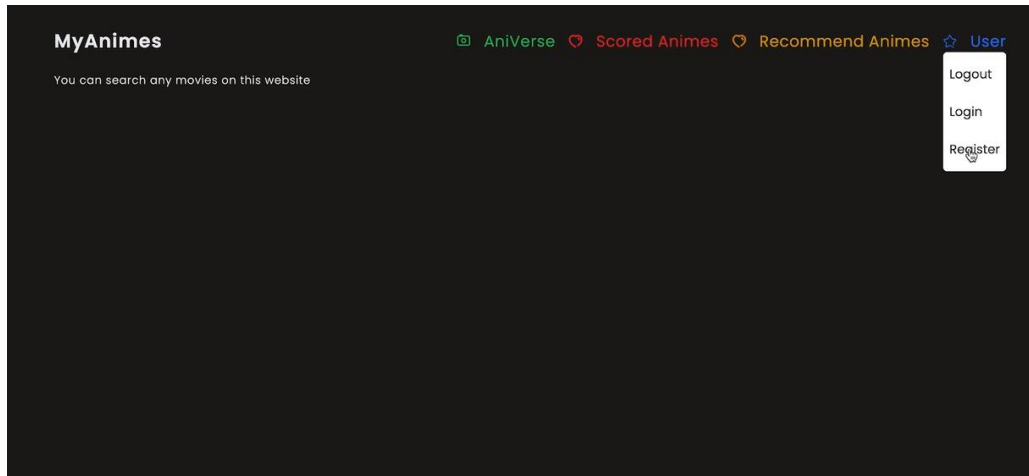 MyAnimes AniVerse Scored Animes Recommend Animes User
You can search any movies on this website
Logout
Login
Register